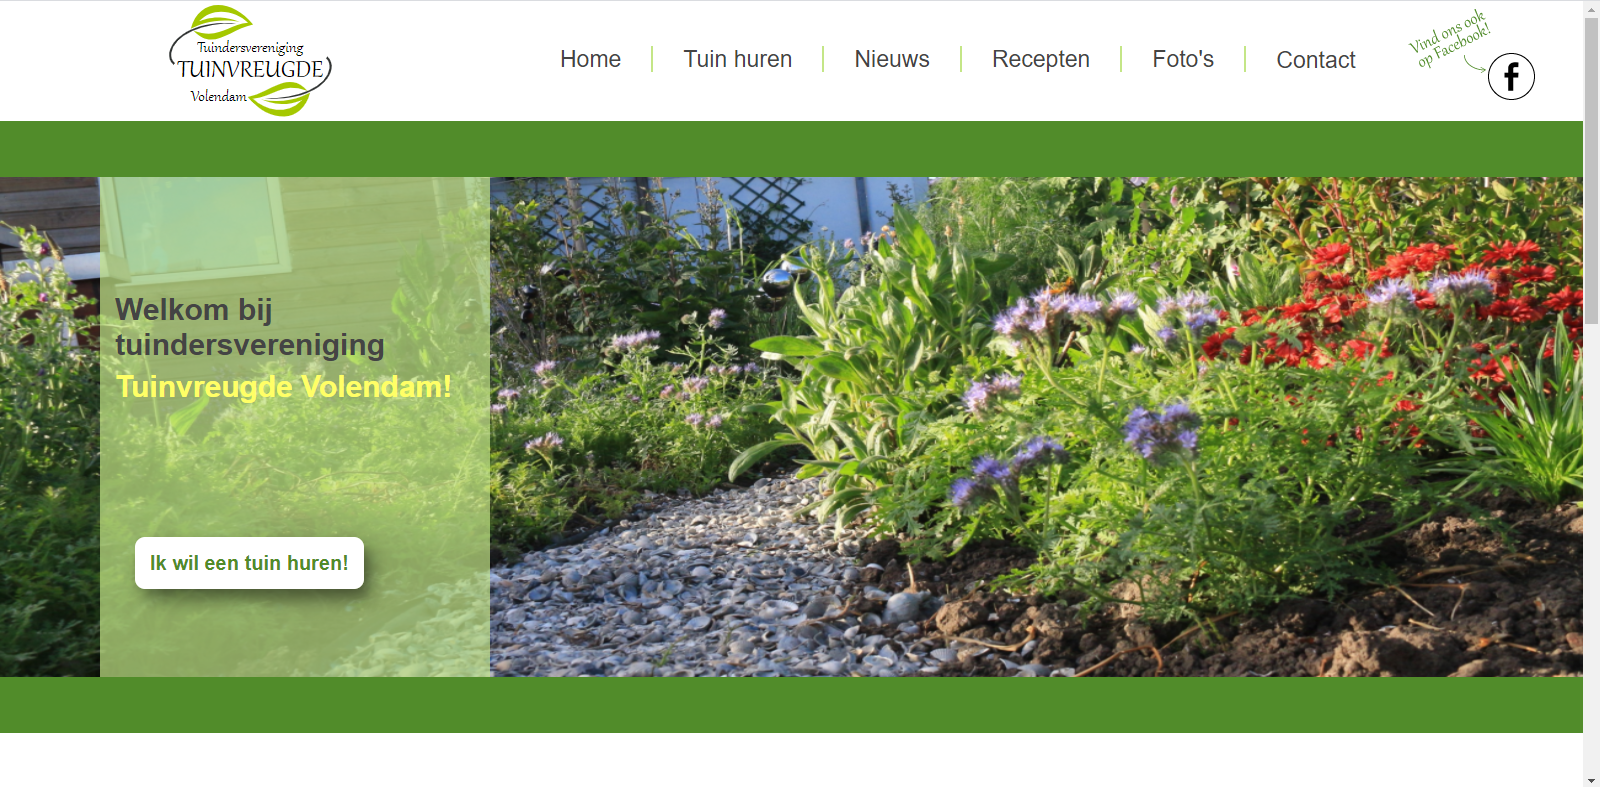 Tuindersvereniging
TUINVREUGDE
Volendam
Home
Tuin huren
Nieuws
Recepten
Foto's
Contact
Vind ons ook
op Facebook!
Welkom bij
tuindersvereniging
Tuinvreugde Volendam!
Ik wil een tuin huren!